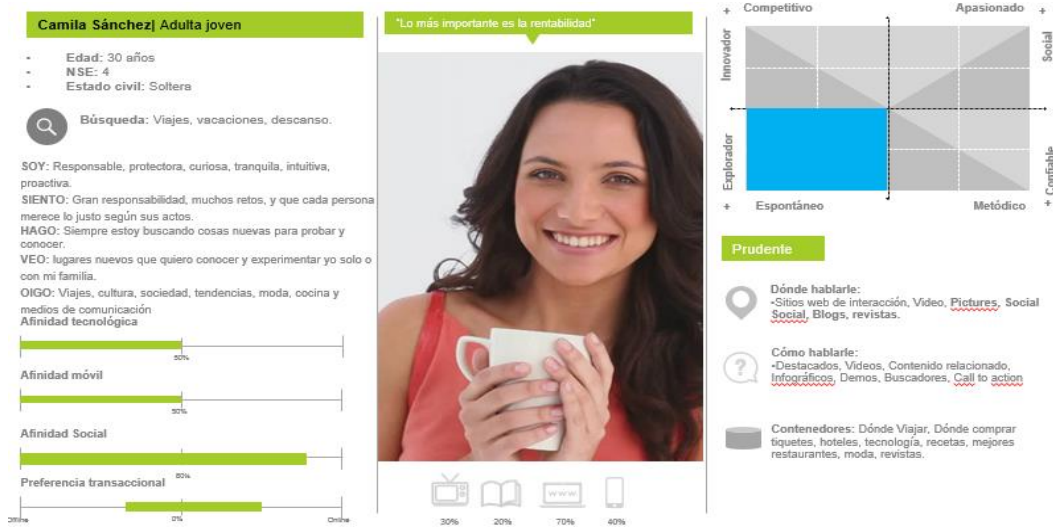 Camila Sánchez| Adulta joven
- Edad: 30 años
- NSE: 4
- Estado civil: Soltera
Búsqueda: Viajes, vacaciones, descanso.
SOY: Responsable, protectora, curiosa, tranquila, intuitiva,
proactiva.
SIENTO: Gran responsabilidad, muchos retos, y que cada persona
merece lo justo según sus actos.
HAGO: Siempre estoy buscando cosas nuevas para probar y
conocer.
VEO: lugares nuevos que quiero conocer y experimentar yo solo o
con mi familia.
OIGO: Viajes, cultura, sociedad, tendencias, moda, cocina y
medios de comunicación
Afinidad tecnológica
50%
Afinidad móvil
50%
Afinidad Social
80%
Preferencia transaccional
Offline
0%
Online
"Lo más importante es la rentabilidad"
www
30%
20%
70%
40%
+ Competitivo
Apasionado +
Innovador
Social
Explorador
Confiable
+ Espontáneo
Metódico +
Prudente
Dónde hablarle:
-Sitios web de interacción, Video, Pictures, Social
Social, Blogs, revistas.
Cómo hablarle:
-Destacados, Videos, Contenido relacionado,
Infográficos, Demos, Buscadores, Call to action
Contenedores: Dónde Viajar, Dónde comprar
tiquetes, hoteles, tecnología, recetas, mejores
restaurantes, moda, revistas.